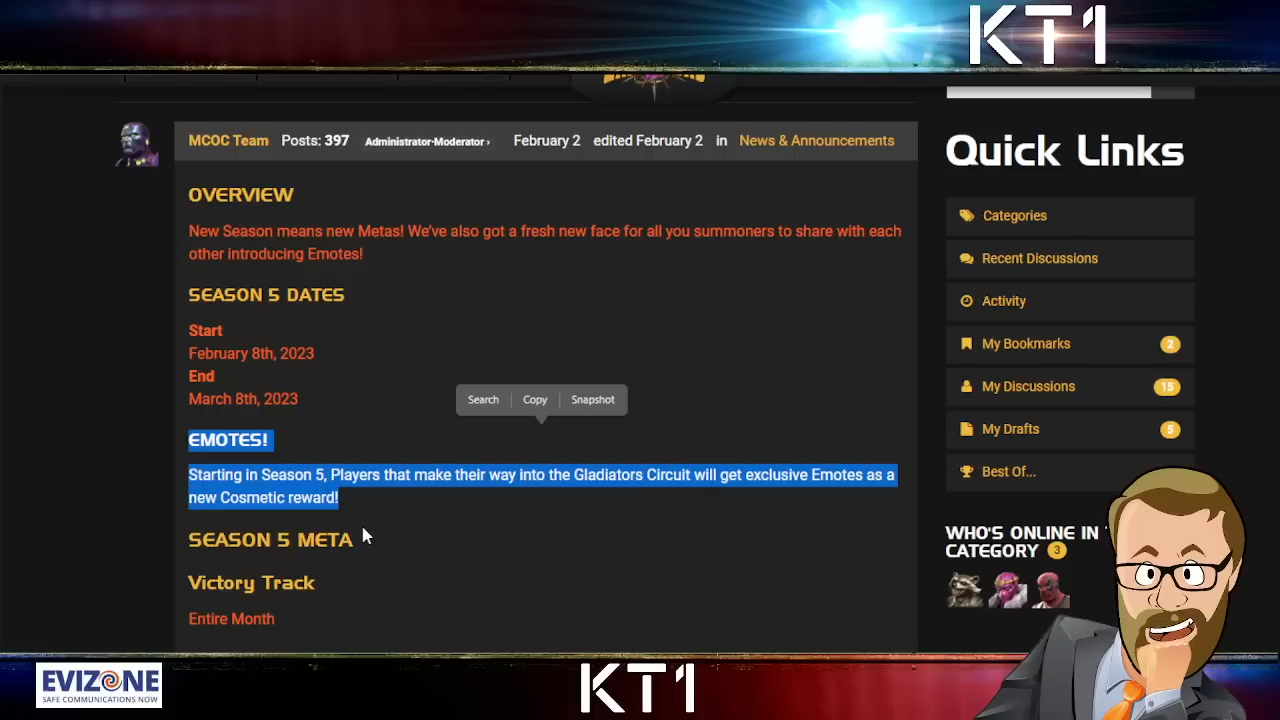 KT1
MCOC Team Posts: 397 Administrator-Moderator › February 2 edited February 2 in News & Announcements
OVERVIEW
New Season means new Metas! We've also got a fresh new face for all you summoners to share with each
other introducing Emotes!
SEASON 5 DATES
Start
February 8th, 2023
End
March 8th, 2023
Search Copy Snapshot
EMOTES!
Starting in Season 5, Players that make their way into the Gladiators Circuit will get exclusive Emotes as a
new Cosmetic reward!
SEASON 5 META
Victory Track
Entire Month
Quick Links
Categories
Recent Discussions
Activity
My Bookmarks 2
My Discussions 15
My Drafts 5
Best Of...
WHO'S ONLINE IN
CATEGORY 3
EVIZONE
SAFE COMMUNICATIONS NOW
KT1